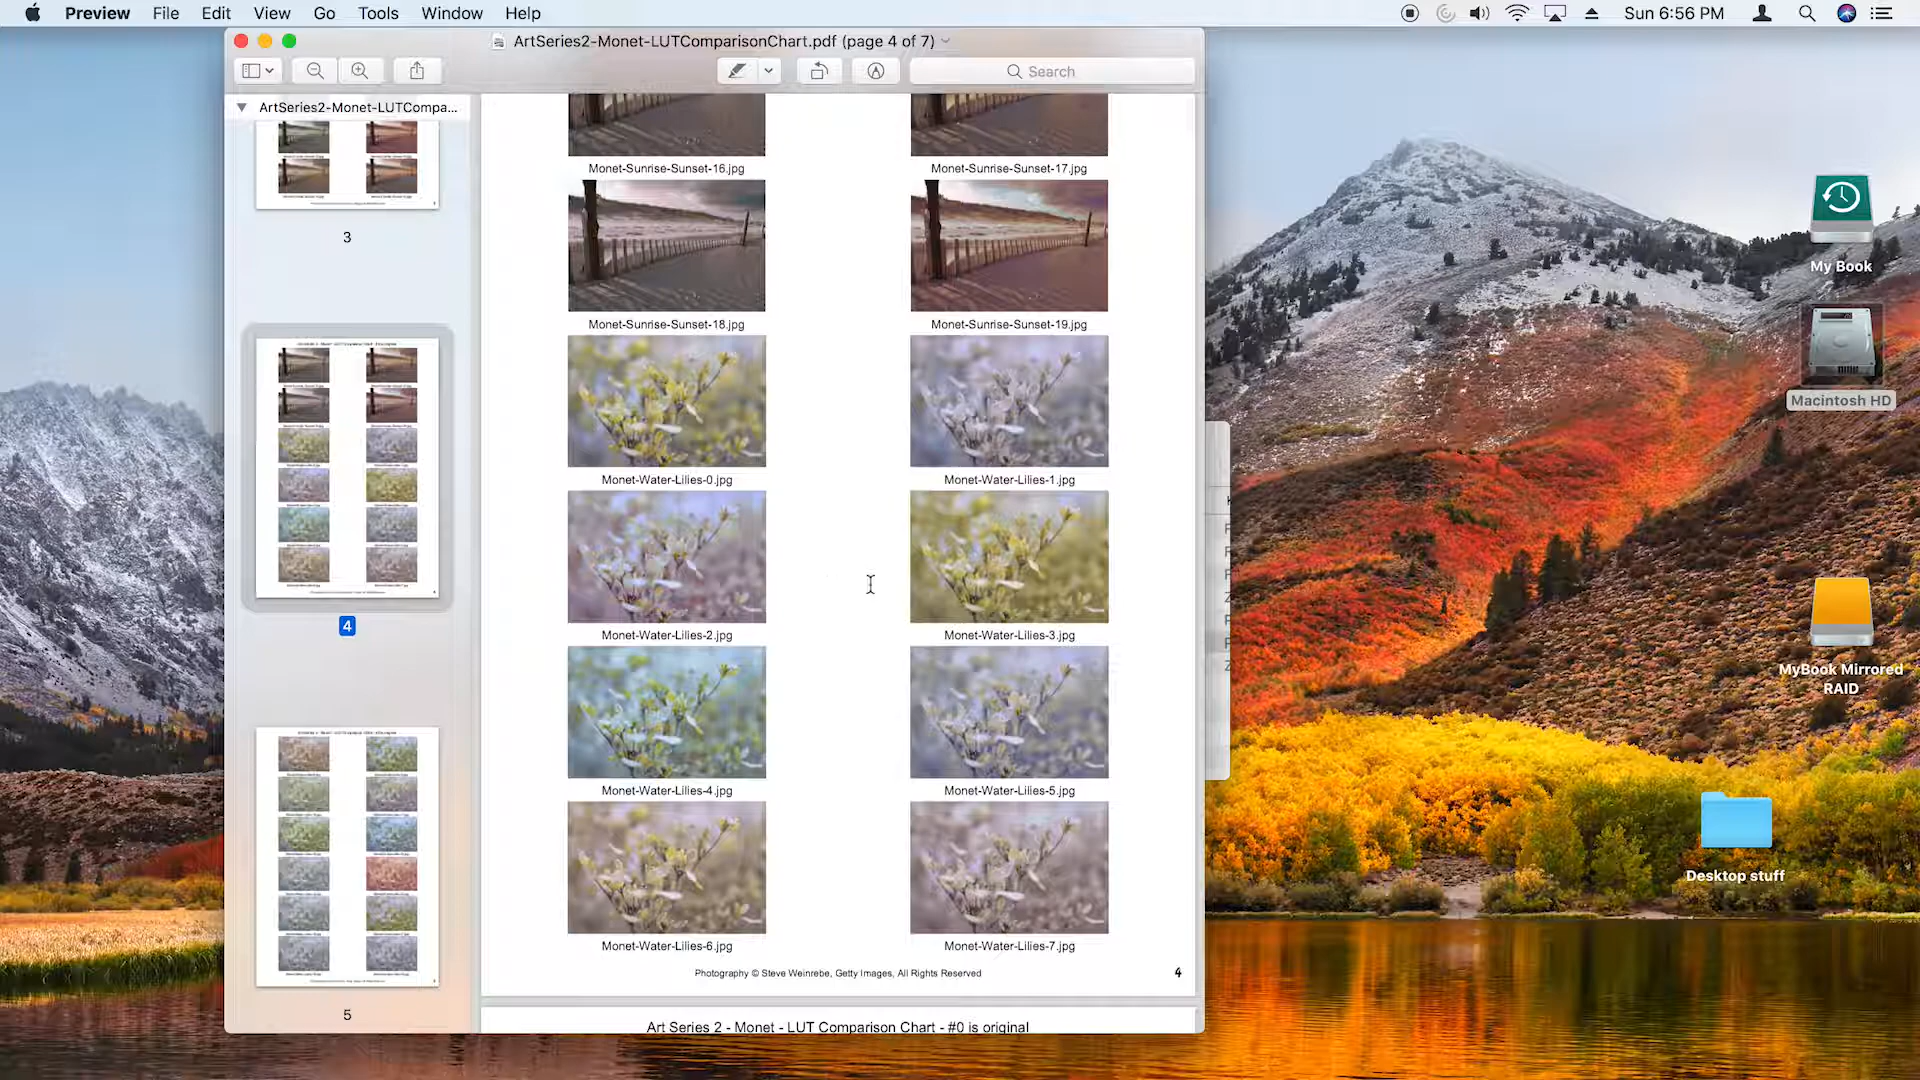 Preview File Edit View Go Tools Window Help
Sun 6:56 PM
ArtSeries2-Monet-LUTComparisonChart.pdf (page 4 of 7)
Search
ArtSeries2-Monet-LUTCompa...
3
4
5
Monet-Sunrise-Sunset-16.jpg
Monet-Sunrise-Sunset-17.jpg
Monet-Sunrise-Sunset-18.jpg
Monet-Sunrise-Sunset-19.jpg
Monet-Water-Lilies-0.jpg
Monet-Water-Lilies-1.jpg
Monet-Water-Lilies-2.jpg
Monet-Water-Lilies-3.jpg
Monet-Water-Lilies-4.jpg
Monet-Water-Lilies-5.jpg
Monet-Water-Lilies-6.jpg
Monet-Water-Lilies-7.jpg
Photography © Steve Weinrebe, Getty Images, All Rights Reserved
4
Art Series 2 - Monet - LUT Comparison Chart - #0 is original
My Book
Macintosh HD
MyBook Mirrored
RAID
Desktop stuff